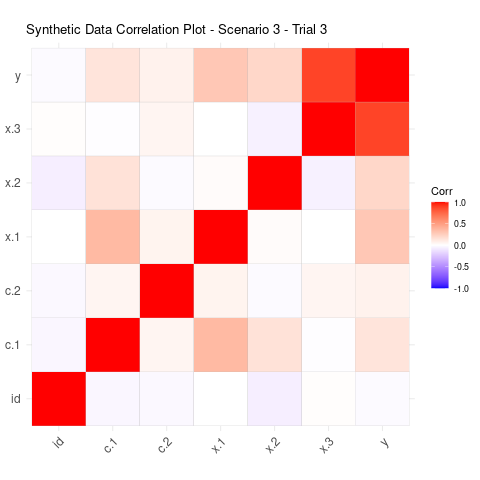 Synthetic Data Correlation Plot - Scenario 3 - Trial 3
y
x.3
x.2
x.1
c.2
c.1
id
id
c.1
c.2
x.1
x.2
x.3
y
Corr
1.0
0.5
0.0
-0.5
-1.0